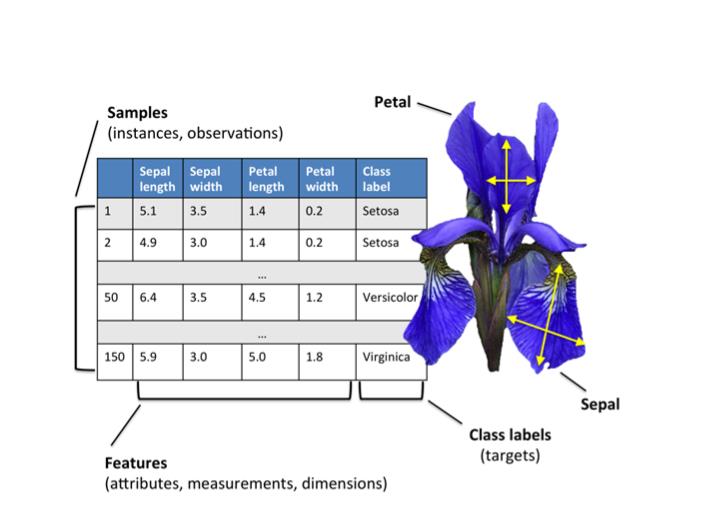 Samples
(instances, observations)
Petal
Sepal length Sepal width Petal length Petal width Class label
1 5.1 3.5 1.4 0.2 Setosa
2 4.9 3.0 1.4 0.2 Setosa
...
50 6.4 3.5 4.5 1.2 Versicolor
...
150 5.9 3.0 5.0 1.8 Virginica
Sepal
Class labels
(targets)
Features
(attributes, measurements, dimensions)